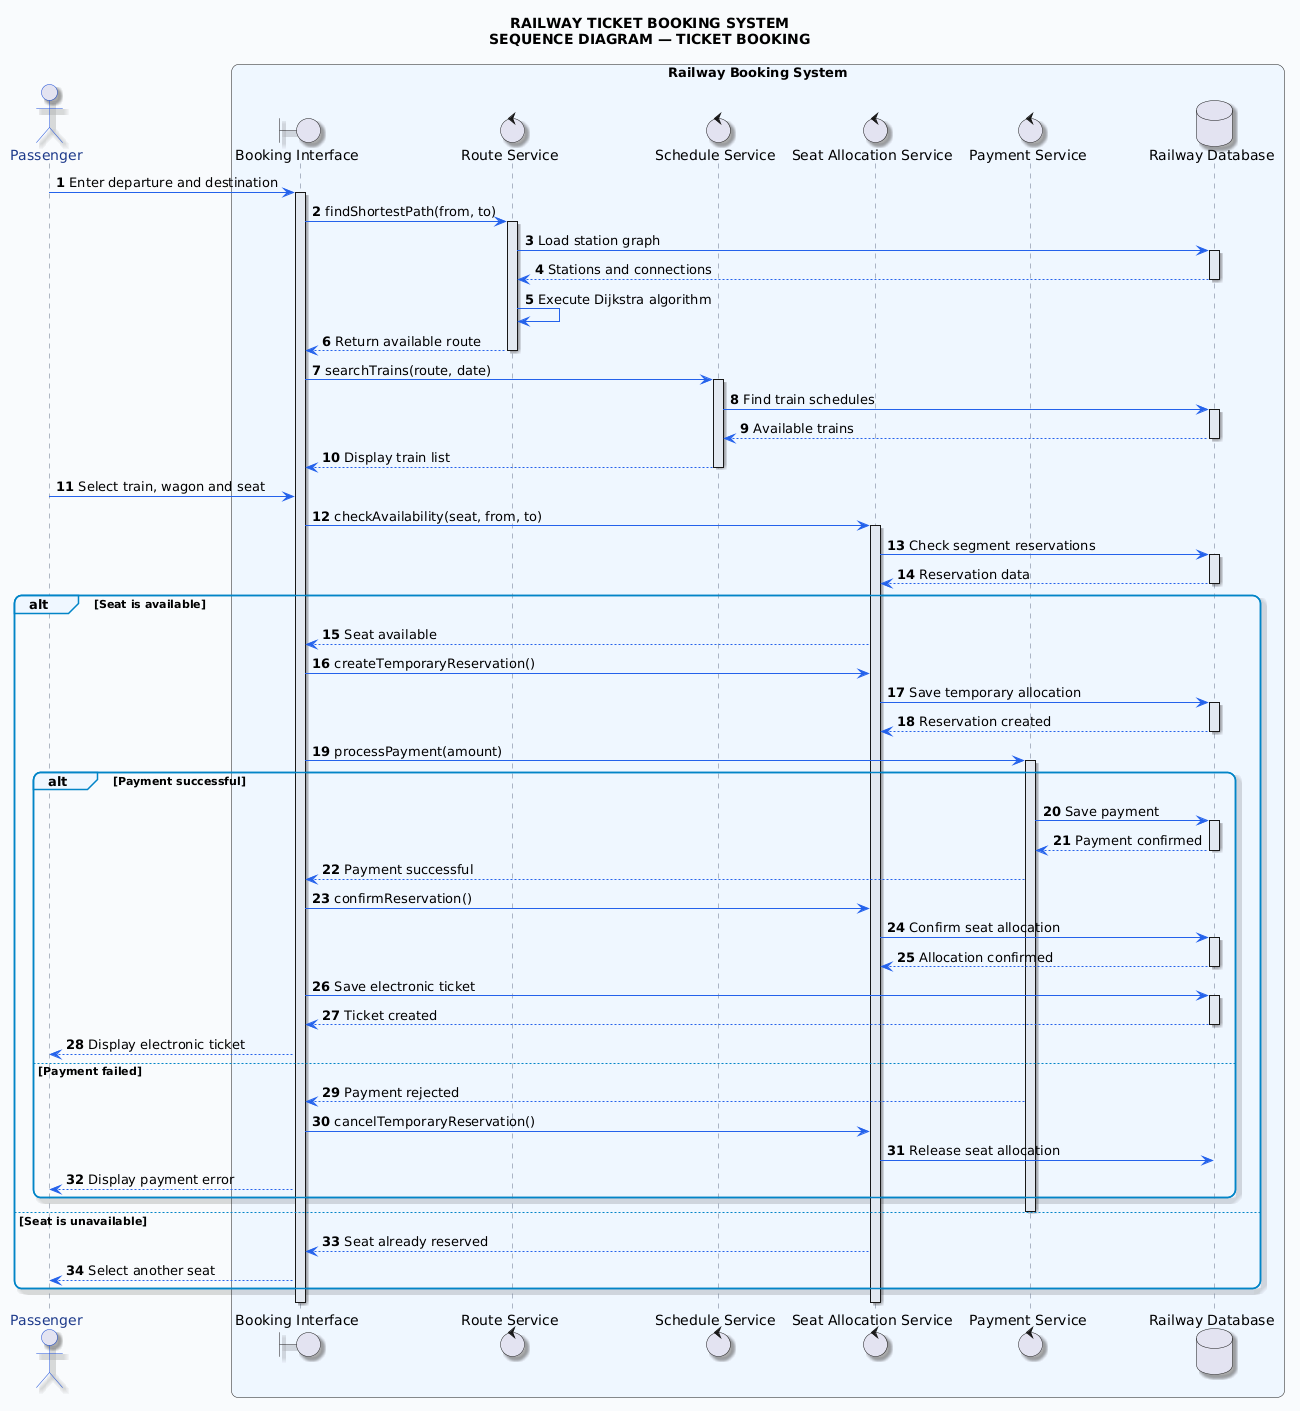 RAILWAY TICKET BOOKING SYSTEM
SEQUENCE DIAGRAM — TICKET BOOKING
Railway Booking System
Passenger
Booking Interface
Route Service
Schedule Service
Seat Allocation Service
Payment Service
Railway Database
1 Enter departure and destination
2 findShortestPath(from, to)
3 Load station graph
4 Stations and connections
5 Execute Dijkstra algorithm
6 Return available route
7 searchTrains(route, date)
8 Find train schedules
9 Available trains
10 Display train list
11 Select train, wagon and seat
12 checkAvailability(seat, from, to)
13 Check segment reservations
14 Reservation data
alt [Seat is available]
15 Seat available
16 createTemporaryReservation()
17 Save temporary allocation
18 Reservation created
19 processPayment(amount)
alt [Payment successful]
20 Save payment
21 Payment confirmed
22 Payment successful
23 confirmReservation()
24 Confirm seat allocation
25 Allocation confirmed
26 Save electronic ticket
27 Ticket created
28 Display electronic ticket
[Payment failed]
29 Payment rejected
30 cancelTemporaryReservation()
31 Release seat allocation
32 Display payment error
[Seat is unavailable]
33 Seat already reserved
34 Select another seat
Passenger
Booking Interface
Route Service
Schedule Service
Seat Allocation Service
Payment Service
Railway Database